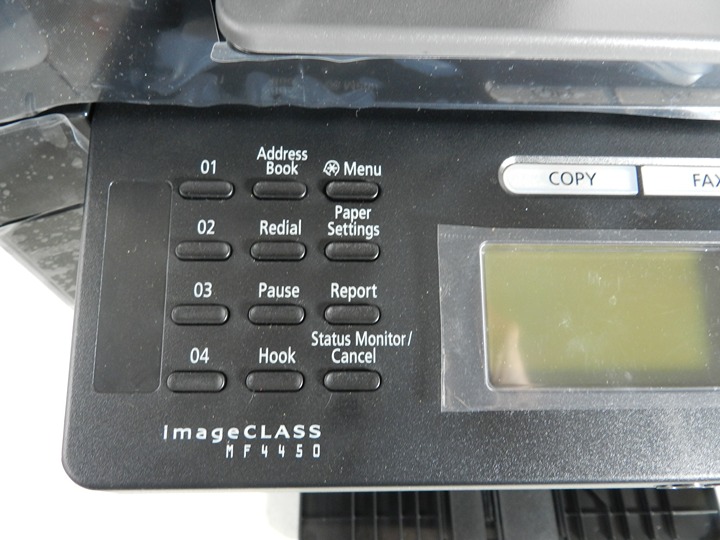 01
Address
Book
Menu
02
Redial
Paper
Settings
03
Pause
Report
04
Hook
Status Monitor/
Cancel
COPY
FAX
imageCLASS
MF4450